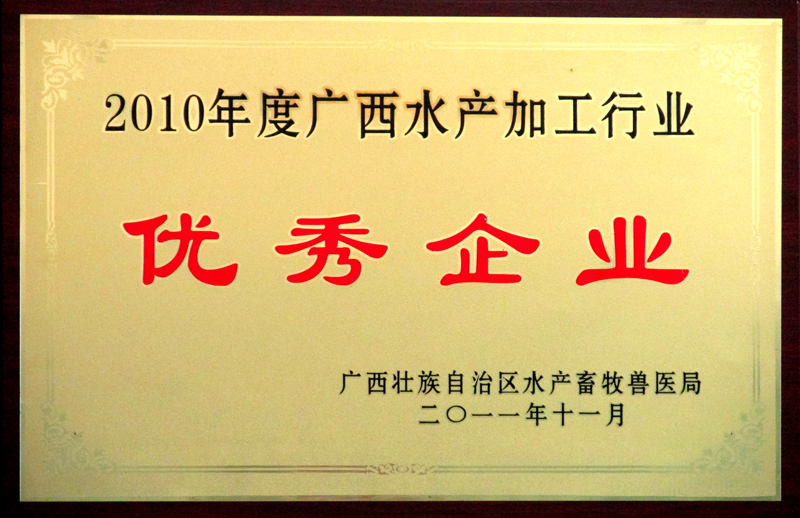 2010年度广西水产加工行业
优秀企业
广西壮族自治区水产畜牧兽医局
二〇一一年十一月